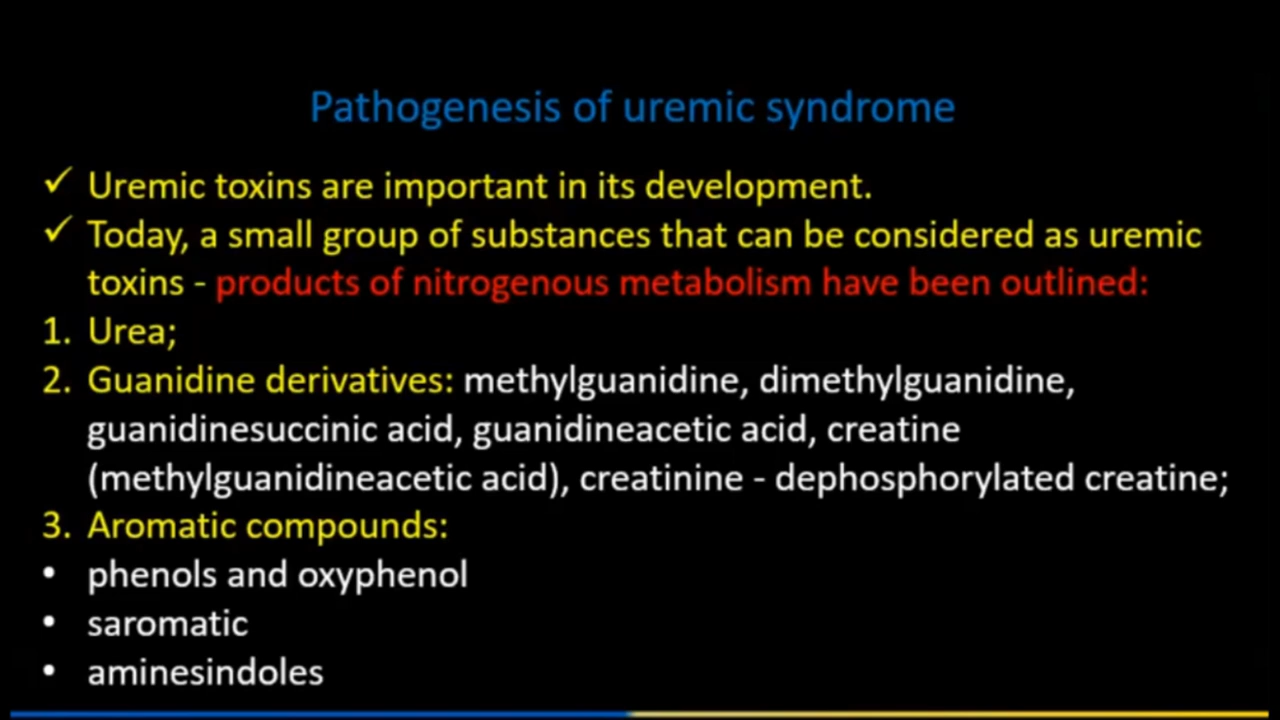 Pathogenesis of uremic syndrome
✓ Uremic toxins are important in its development.
✓ Today, a small group of substances that can be considered as uremic
toxins - products of nitrogenous metabolism have been outlined:
1. Urea;
2. Guanidine derivatives: methylguanidine, dimethylguanidine,
guanidinesuccinic acid, guanidineacetic acid, creatine
(methylguanidineacetic acid), creatinine - dephosphorylated creatine;
3. Aromatic compounds:
• phenols and oxyphenol
• saromatic
• aminesindoles